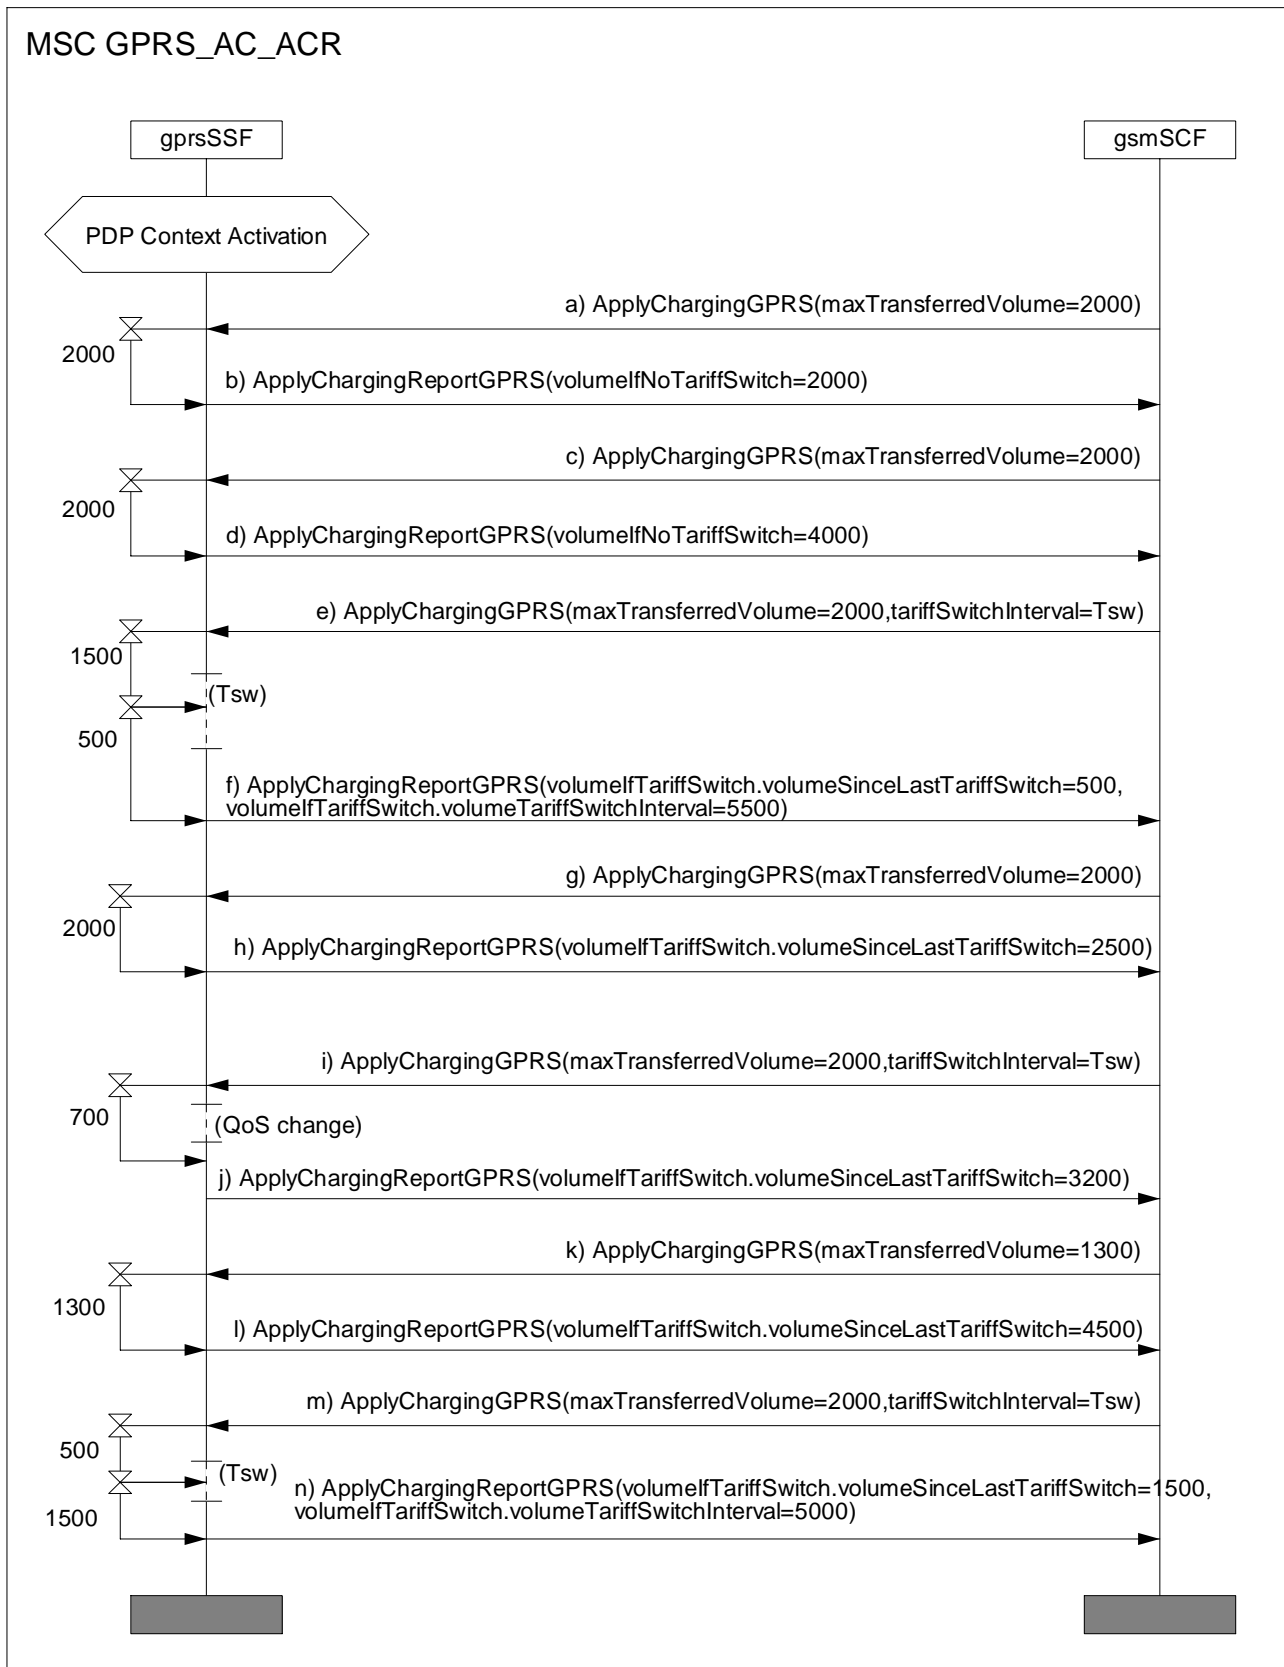 MSC GPRS_AC_ACR
gprsSSF
gsmSCF
PDP Context Activation
a) ApplyChargingGPRS(maxTransferredVolume=2000)
2000
b) ApplyChargingReportGPRS(volumeIfNoTariffSwitch=2000)
c) ApplyChargingGPRS(maxTransferredVolume=2000)
2000
d) ApplyChargingReportGPRS(volumeIfNoTariffSwitch=4000)
e) ApplyChargingGPRS(maxTransferredVolume=2000,tariffSwitchInterval=Tsw)
1500
(Tsw)
500
f) ApplyChargingReportGPRS(volumeIfTariffSwitch.volumeSinceLastTariffSwitch=500,
volumeIfTariffSwitch.volumeTariffSwitchInterval=5500)
g) ApplyChargingGPRS(maxTransferredVolume=2000)
2000
h) ApplyChargingReportGPRS(volumeIfTariffSwitch.volumeSinceLastTariffSwitch=2500)
i) ApplyChargingGPRS(maxTransferredVolume=2000,tariffSwitchInterval=Tsw)
700
(QoS change)
j) ApplyChargingReportGPRS(volumeIfTariffSwitch.volumeSinceLastTariffSwitch=3200)
k) ApplyChargingGPRS(maxTransferredVolume=1300)
1300
l) ApplyChargingReportGPRS(volumeIfTariffSwitch.volumeSinceLastTariffSwitch=4500)
m) ApplyChargingGPRS(maxTransferredVolume=2000,tariffSwitchInterval=Tsw)
500
(Tsw)
n) ApplyChargingReportGPRS(volumeIfTariffSwitch.volumeSinceLastTariffSwitch=1500,
volumeIfTariffSwitch.volumeTariffSwitchInterval=5000)
1500